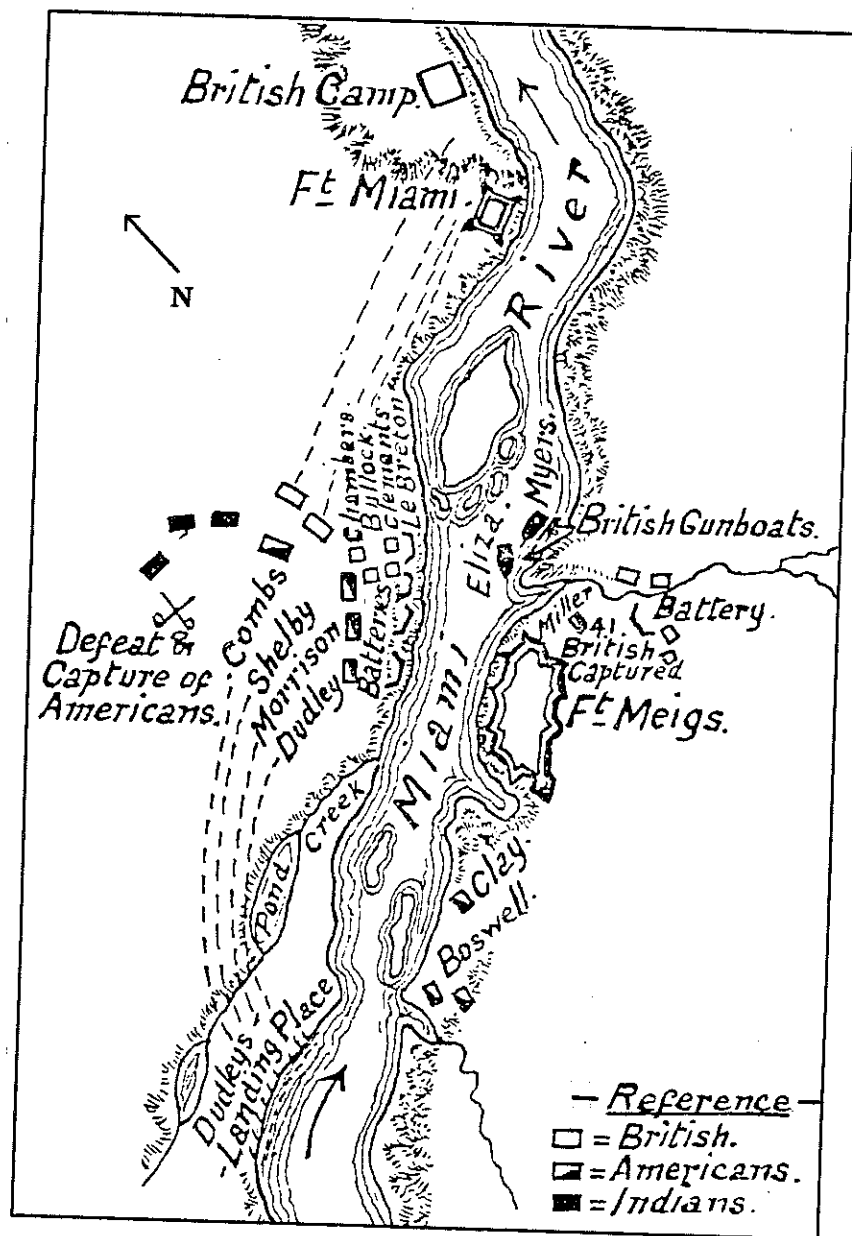 British Camp.
Ft Miami.
N
River
Chambers.
Bullock.
Clements
Le Breton
Batteries
Eliza. Myers.
British Gunboats.
Battery.
Miller
41.
British
Captured
Ft Meigs.
Combs
Shelby
Morrison
Dudley
Defeat &
Capture of
Americans.
Miami
Pond Creek
Clay.
Boswell.
Dudleys
Landing Place
— Reference —
= British.
= Americans.
= Indians.